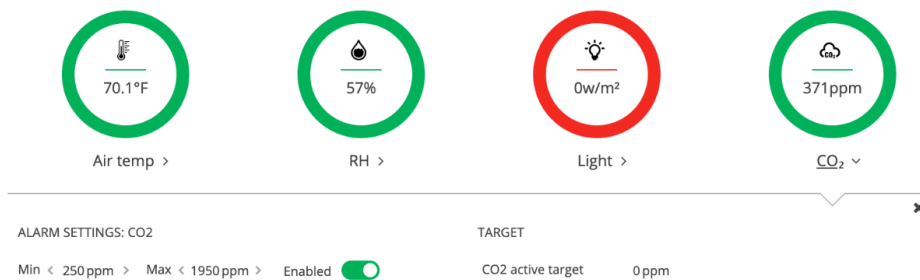 70.1°F 57% 0w/m² CO₂ 371ppm
Air temp > RH > Light > CO₂
ALARM SETTINGS: CO2 TARGET
Min < 250 ppm > Max < 1950 ppm > Enabled CO2 active target 0 ppm